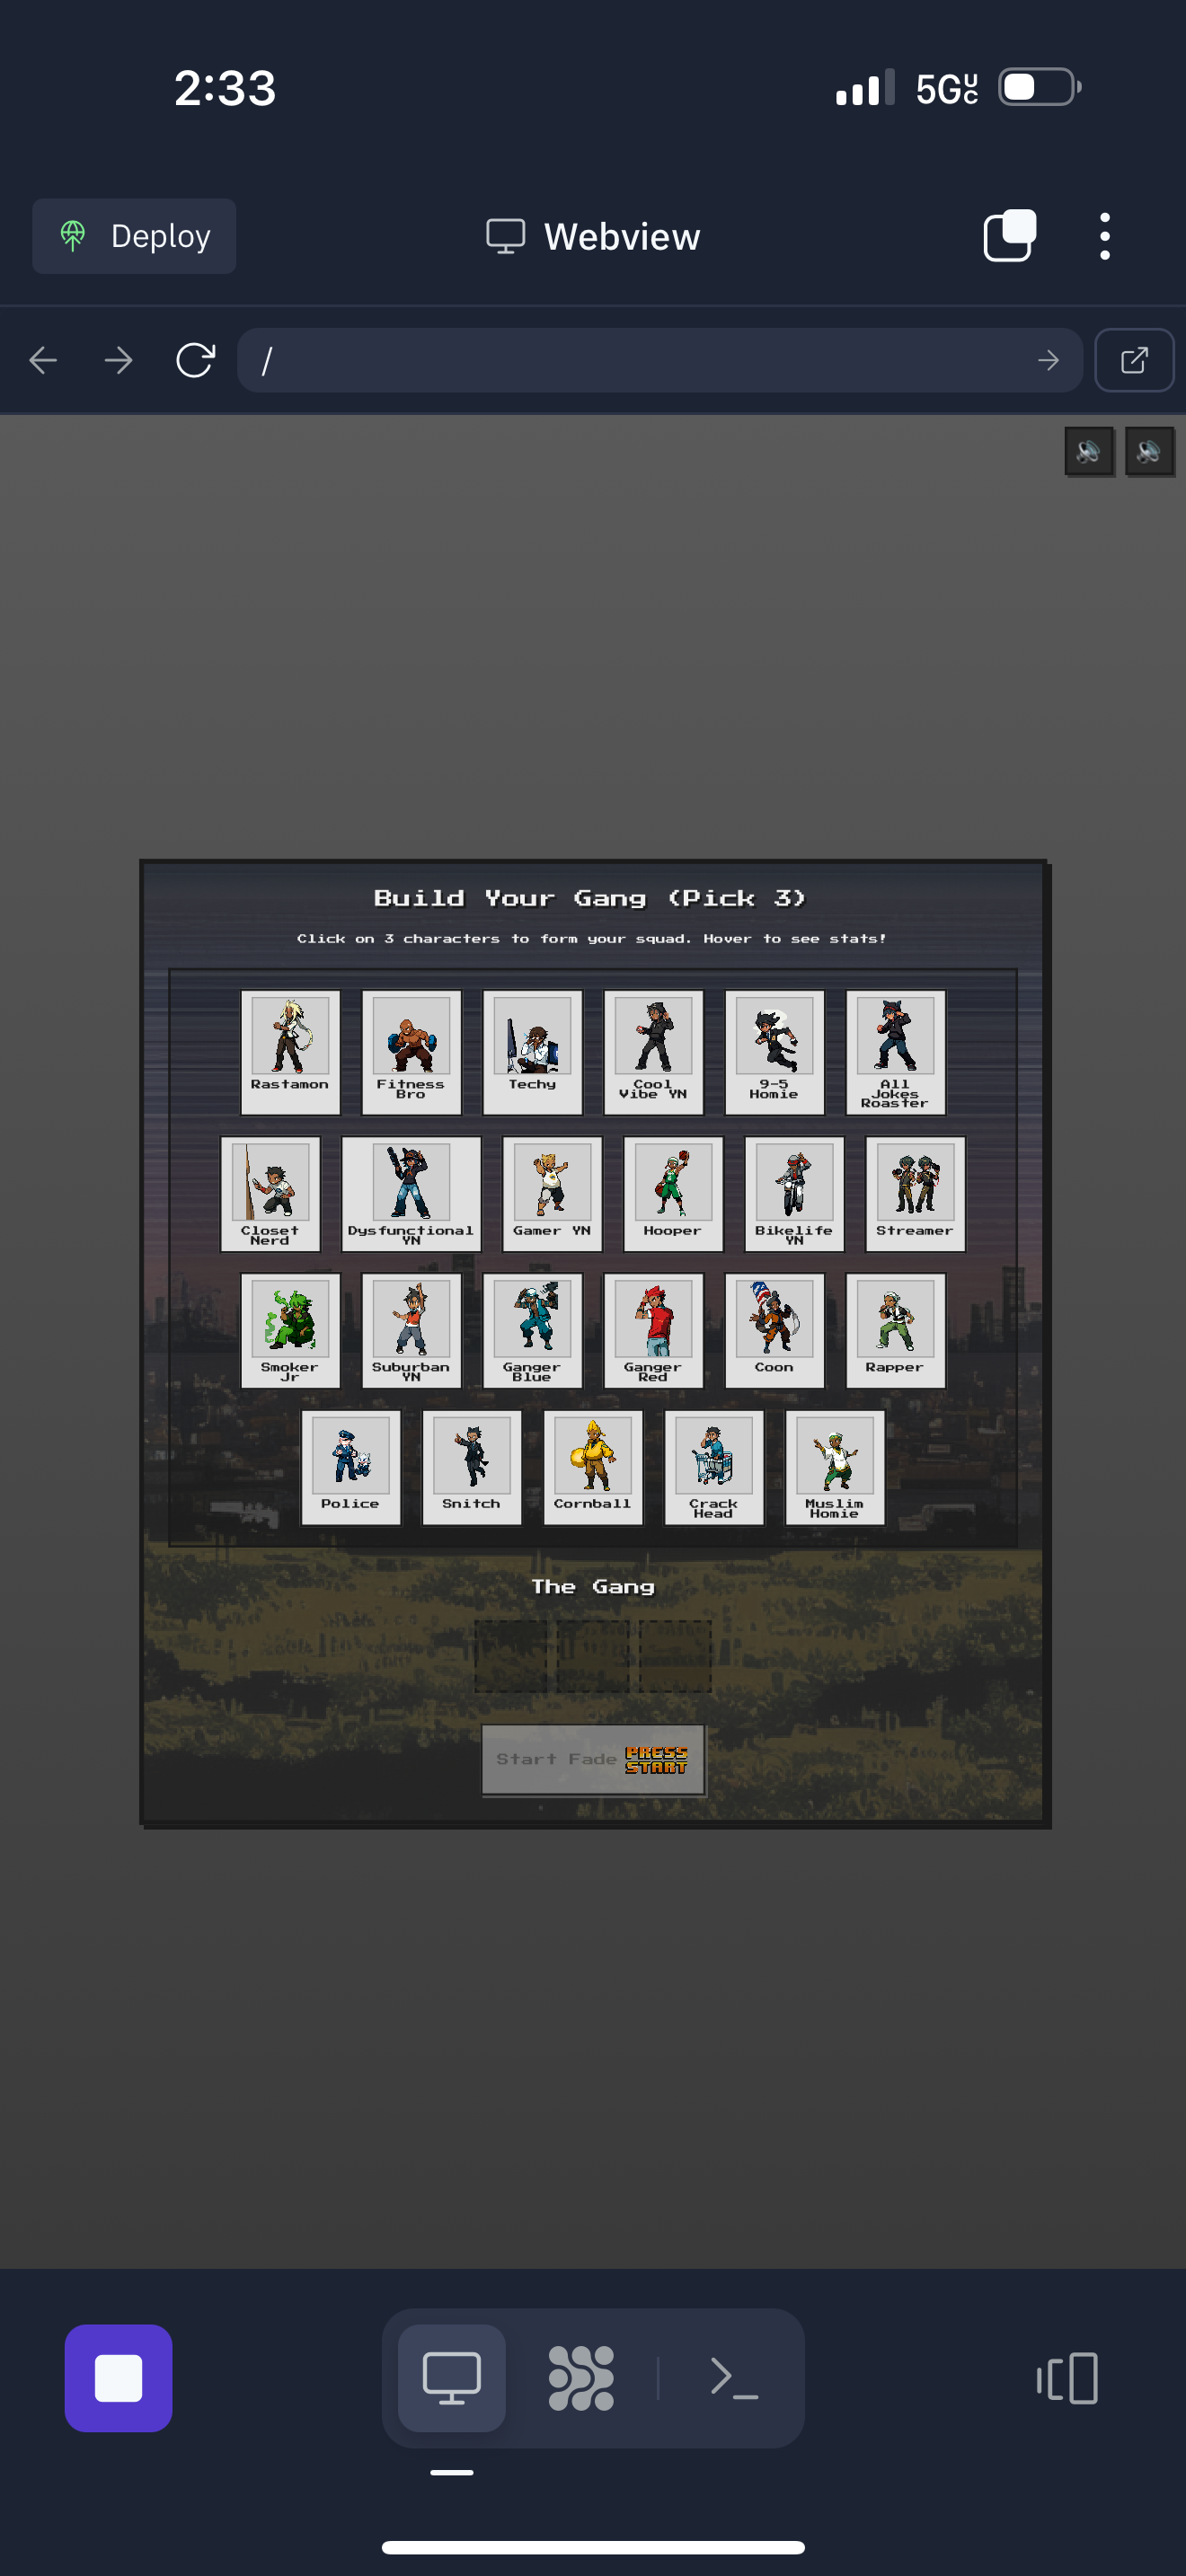 2:33
5GUC
Deploy
Webview
/
Build Your Gang (Pick 3)
Click on 3 characters to form your squad. Hover to see stats!
Rastamon
Fitness
Bro
Techy
Cool
Vibe YN
9-5
Homie
All
Jokes
Roaster
Closet
Nerd
Dysfunctional
YN
Gamer YN
Hooper
Bikelife
YN
Streamer
Smoker
Jr
Suburban
YN
Ganger
Blue
Ganger
Red
Coon
Rapper
Police
Snitch
Cornball
Crack
Head
Muslim
Homie
The Gang
Start Fade
PRESS
START